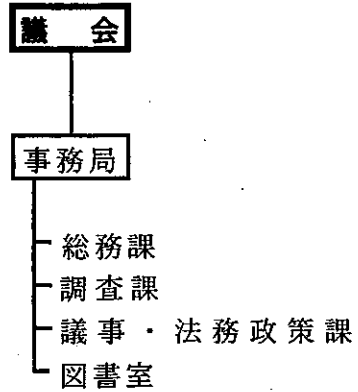 議 会
事務局
総務課
調査課
議事・法務政策課
図書室